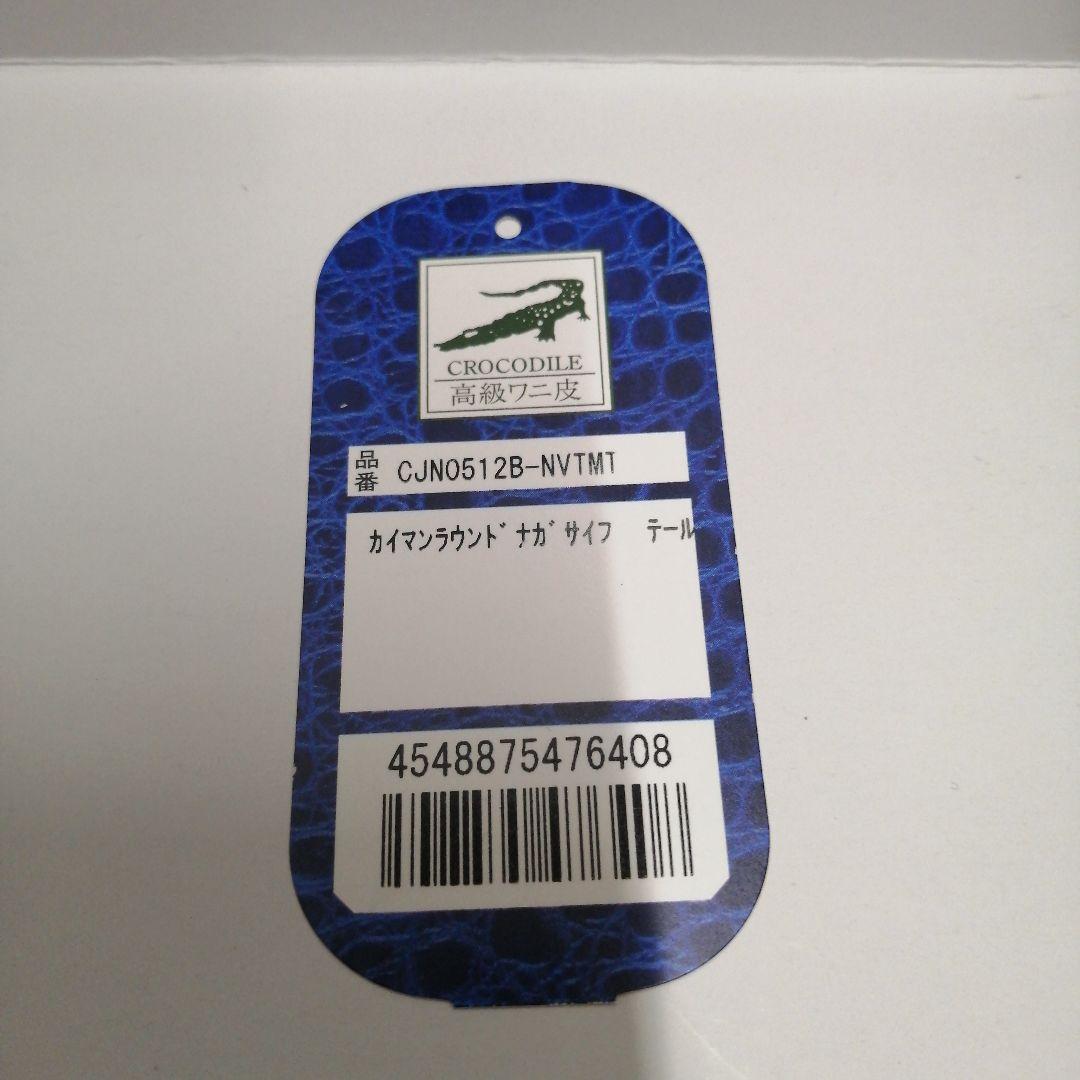 CROCODILE
高級ワニ皮
品番 CJN0512B-NVTMT
ｶｲﾏﾝﾗｳﾝﾄﾞﾅｶﾞｻｲﾌ ﾃｰﾙ
4548875476408